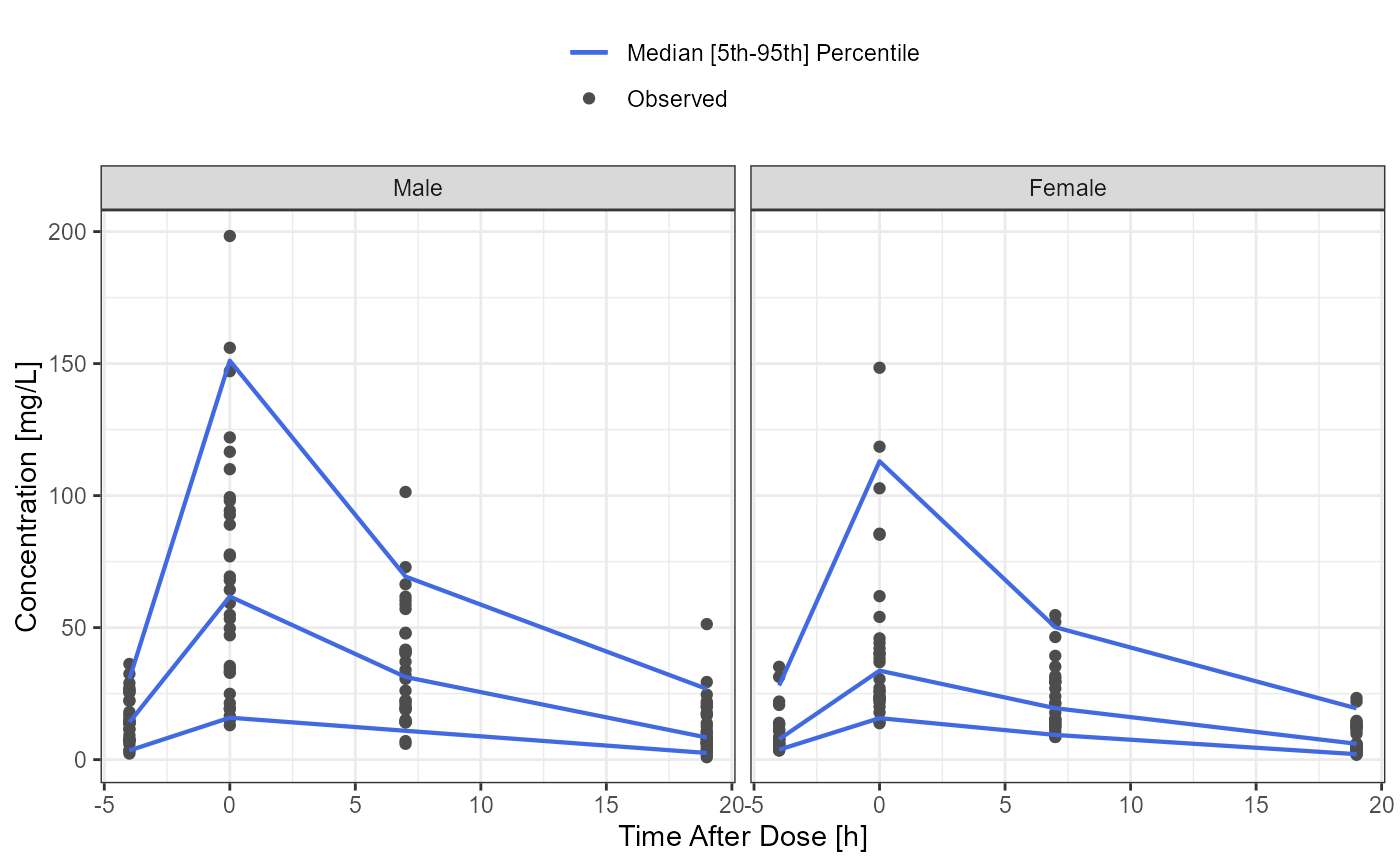 Median [5th-95th] Percentile
Observed
Male Female
Concentration [mg/L]
200
150
100
50
0
-5 0 5 10 15 20 -5 0 5 10 15 20
Time After Dose [h]